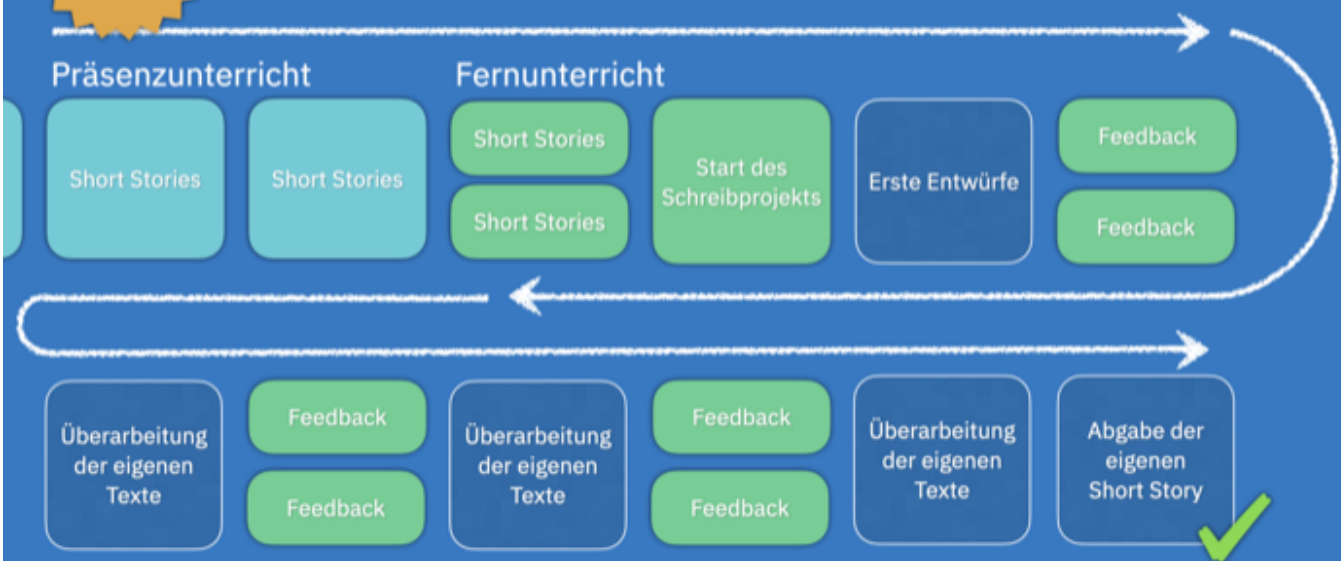 Präsenzunterricht
Fernunterricht
Short Stories
Short Stories
Short Stories
Short Stories
Start des
Schreibprojekts
Erste Entwürfe
Feedback
Feedback
Überarbeitung
der eigenen
Texte
Feedback
Feedback
Überarbeitung
der eigenen
Texte
Feedback
Feedback
Überarbeitung
der eigenen
Texte
Abgabe der
eigenen
Short Story